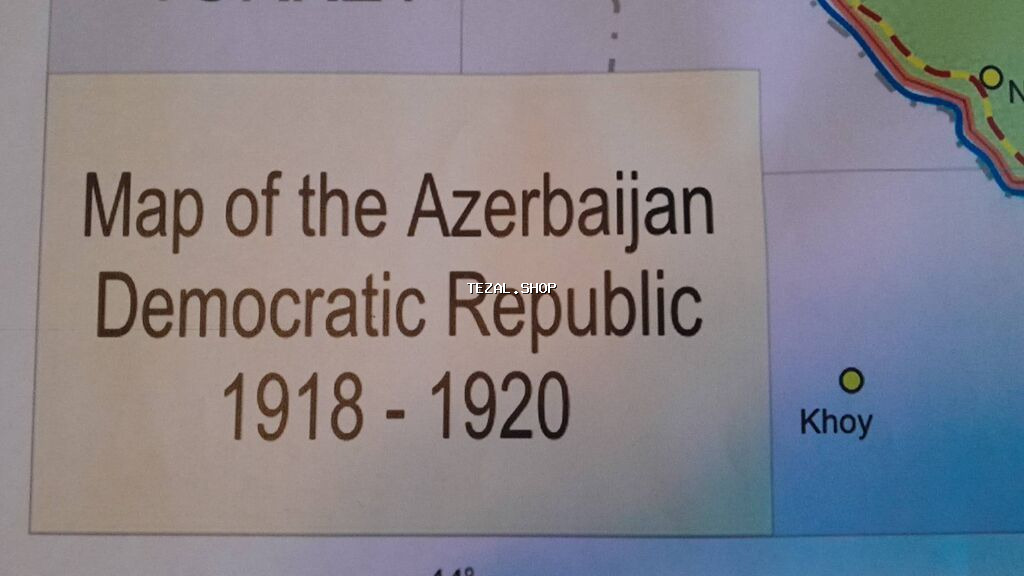 Map of the Azerbaijan
Democratic Republic
1918 - 1920
TEZAL.SHOP
Khoy
N